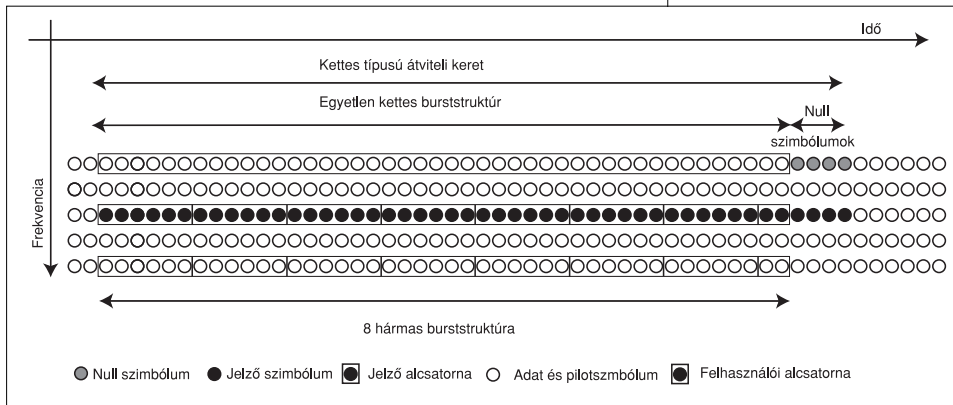 Idő
Kettes típusú átviteli keret
Egyetlen kettes burststruktúr
Null
szimbólumok
Frekvencia
8 hármas burststruktúra
Null szimbólum Jelző szimbólum Jelző alcsatorna Adat és pilotszmbólum Felhasználói alcsatorna